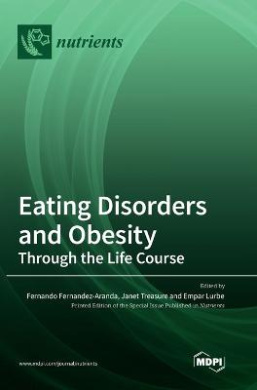 nutrients
Eating Disorders
and Obesity
Through the Life Course
Edited by
Fernando Fernandez-Aranda, Janet Treasure and Empar Lurbe
Printed Edition of the Special Issue Published in Nutrients
www.mdpi.com/journal/nutrients
MDPI